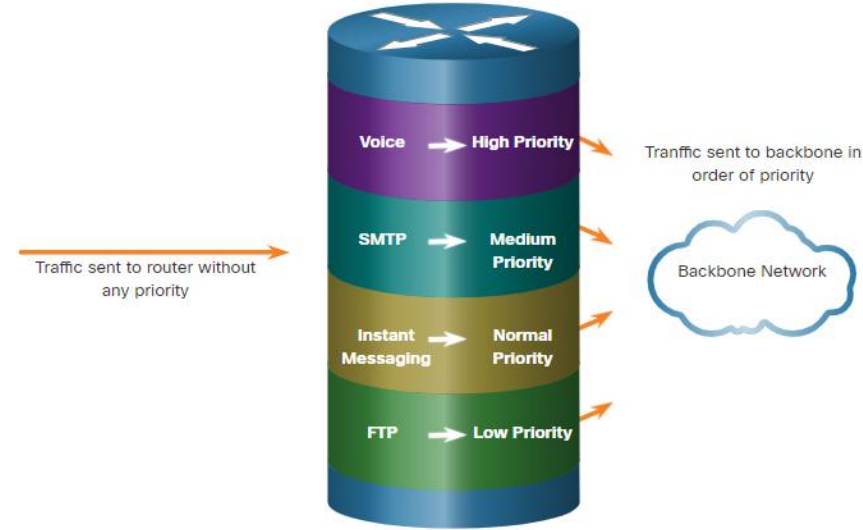 Traffic sent to router without
any priority
Voice
High Priority
SMTP
Medium
Priority
Instant
Messaging
Normal
Priority
FTP
Low Priority
Tranffic sent to backbone in
order of priority
Backbone Network